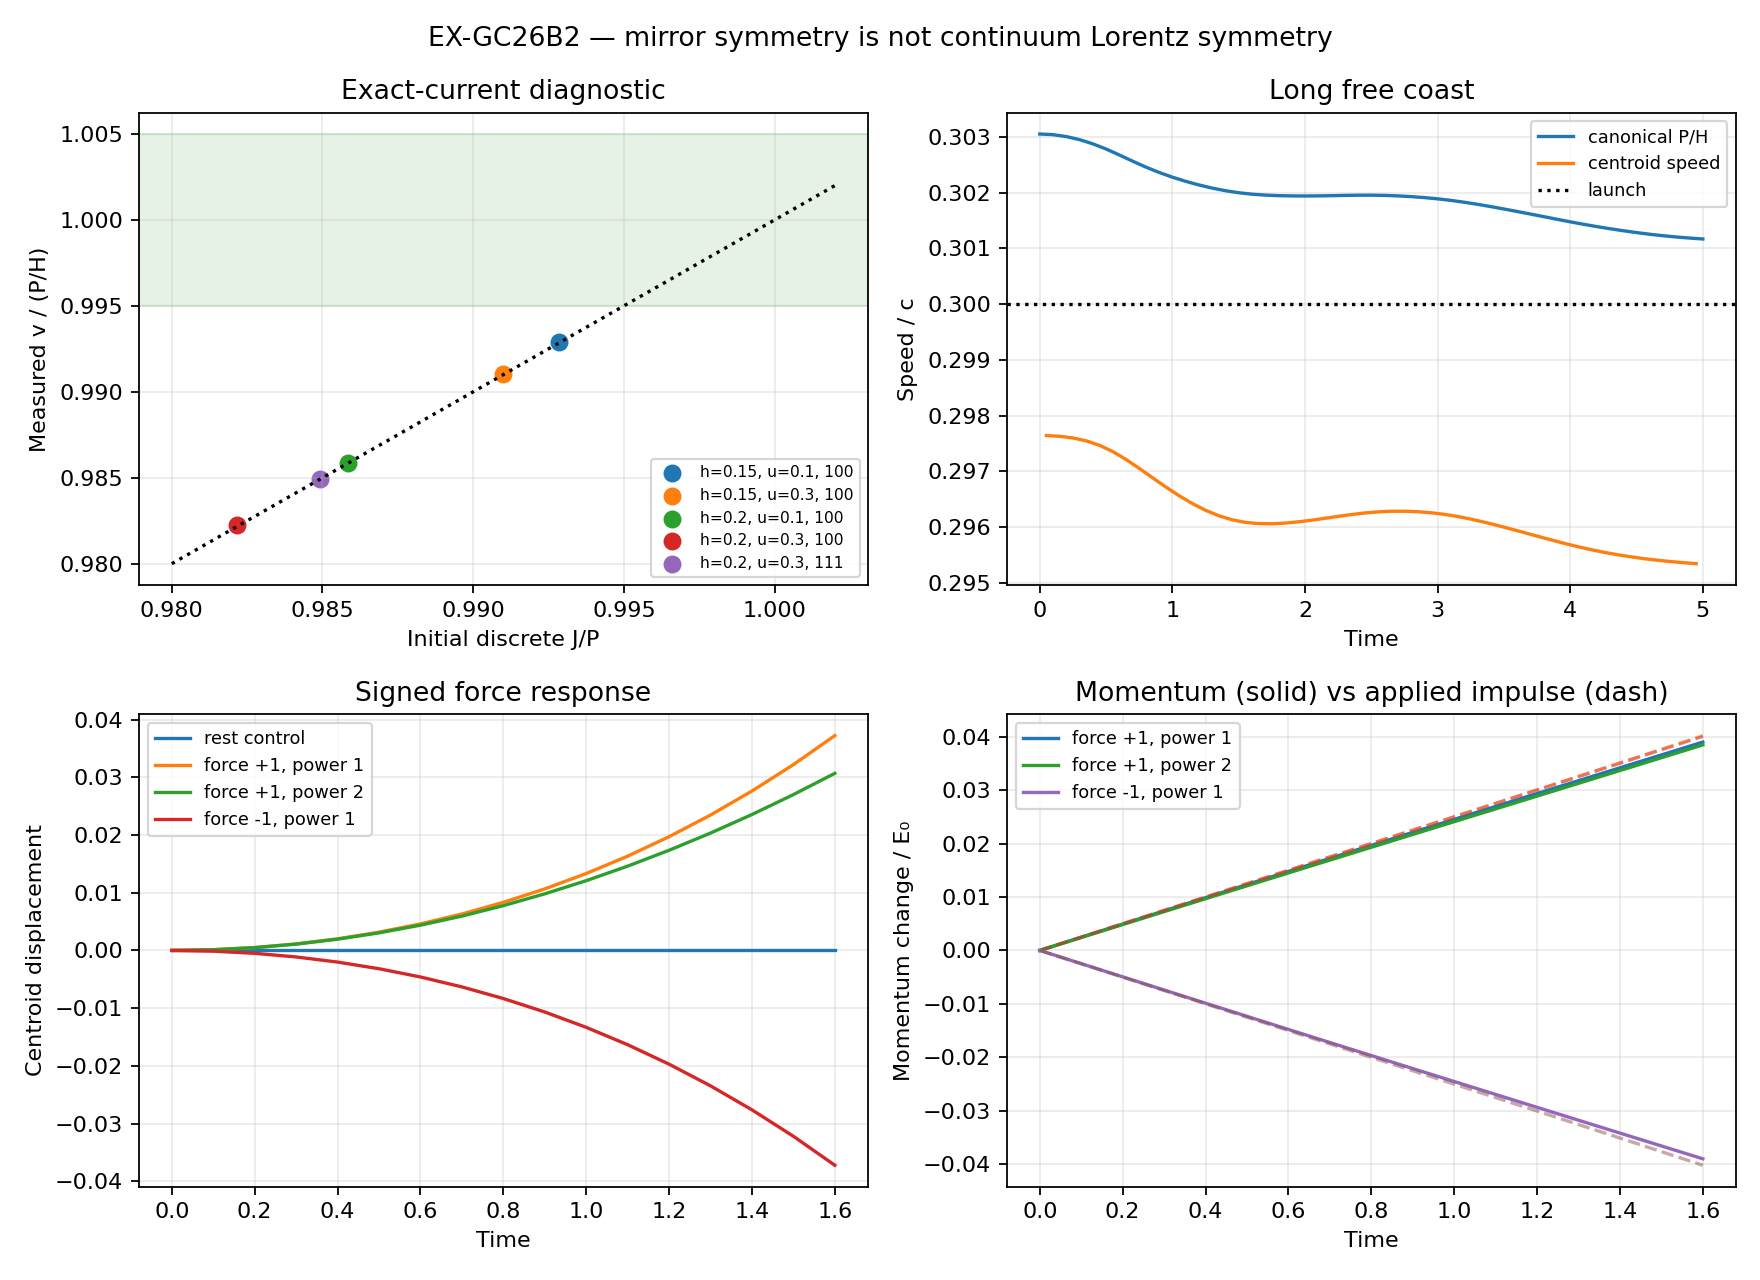 EX-GC26B2 — mirror symmetry is not continuum Lorentz symmetry
Exact-current diagnostic
Measured v / (P/H)
1.005
1.000
0.995
0.990
0.985
0.980
h=0.15, u=0.1, 100
h=0.15, u=0.3, 100
h=0.2, u=0.1, 100
h=0.2, u=0.3, 100
h=0.2, u=0.3, 111
0.980 0.985 0.990 0.995 1.000
Initial discrete J/P
Long free coast
Speed / c
0.303
0.302
0.301
0.300
0.299
0.298
0.297
0.296
0.295
canonical P/H
centroid speed
launch
0 1 2 3 4 5
Time
Signed force response
Centroid displacement
0.04
0.03
0.02
0.01
0.00
−0.01
−0.02
−0.03
−0.04
rest control
force +1, power 1
force +1, power 2
force -1, power 1
0.0 0.2 0.4 0.6 0.8 1.0 1.2 1.4 1.6
Time
Momentum (solid) vs applied impulse (dash)
Momentum change / E₀
0.04
0.03
0.02
0.01
0.00
−0.01
−0.02
−0.03
−0.04
force +1, power 1
force +1, power 2
force -1, power 1
0.0 0.2 0.4 0.6 0.8 1.0 1.2 1.4 1.6
Time